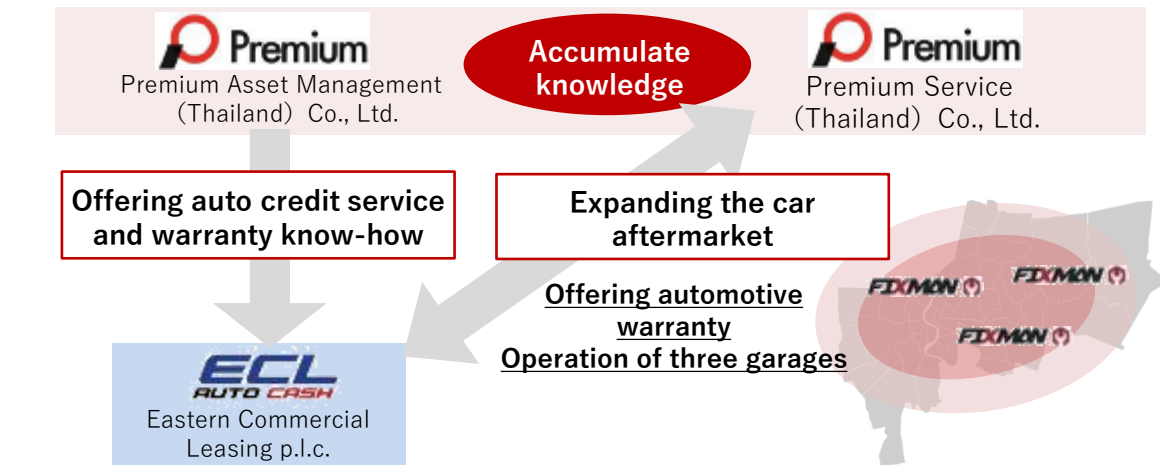 Premium
Premium Asset Management
（Thailand）Co., Ltd.
Accumulate
knowledge
Premium
Premium Service
（Thailand）Co., Ltd.
Offering auto credit service
and warranty know-how
Expanding the car
aftermarket
Offering automotive
warranty
Operation of three garages
FIXMAN
FIXMAN
FIXMAN
ECL
AUTO CASH
Eastern Commercial
Leasing p.l.c.